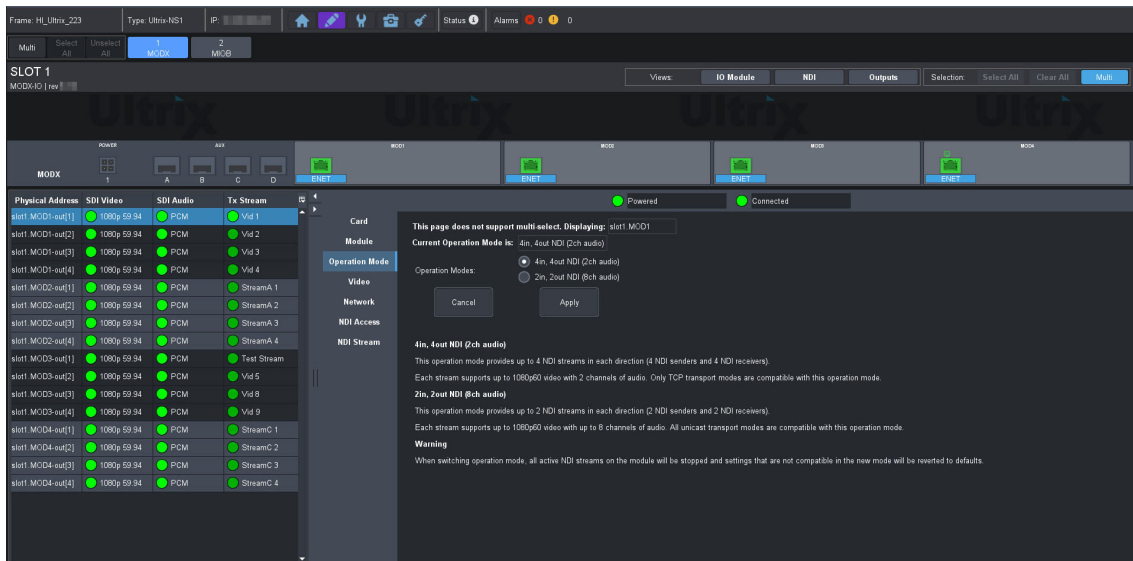 Frame: HI_Ultrix_223 Type: Ultrix-NS1 IP: Status Alarms 0 0
Multi Select All Unselect All 1 MODX 2 MIOB
SLOT 1
MODX-IO | rev
Views: IO Module NDI Outputs Selection: Select All Clear All Multi
Ultrix Ultrix Ultrix Ultrix
POWER AUX MOD1 MOD2 MOD3 MOD4
MODX 1 A B C D ENET ENET ENET ENET
Physical Address SDI Video SDI Audio Tx Stream
slot1.MOD1-out[1] 1080p 59.94 PCM Vid 1
slot1.MOD1-out[2] 1080p 59.94 PCM Vid 2
slot1.MOD1-out[3] 1080p 59.94 PCM Vid 3
slot1.MOD1-out[4] 1080p 59.94 PCM Vid 4
slot1.MOD2-out[1] 1080p 59.94 PCM StreamA 1
slot1.MOD2-out[2] 1080p 59.94 PCM StreamA 2
slot1.MOD2-out[3] 1080p 59.94 PCM StreamA 3
slot1.MOD2-out[4] 1080p 59.94 PCM StreamA 4
slot1.MOD3-out[1] 1080p 59.94 PCM Test Stream
slot1.MOD3-out[2] 1080p 59.94 PCM Vid 5
slot1.MOD3-out[3] 1080p 59.94 PCM Vid 8
slot1.MOD3-out[4] 1080p 59.94 PCM Vid 9
slot1.MOD4-out[1] 1080p 59.94 PCM StreamC 1
slot1.MOD4-out[2] 1080p 59.94 PCM StreamC 2
slot1.MOD4-out[3] 1080p 59.94 PCM StreamC 3
slot1.MOD4-out[4] 1080p 59.94 PCM StreamC 4
Card
Module
Operation Mode
Video
Network
NDI Access
NDI Stream
Powered Connected
This page does not support multi-select. Displaying: slot1.MOD1
Current Operation Mode is: 4in, 4out NDI (2ch audio)
Operation Modes:
4in, 4out NDI (2ch audio)
2in, 2out NDI (8ch audio)
Cancel Apply
4in, 4out NDI (2ch audio)
This operation mode provides up to 4 NDI streams in each direction (4 NDI senders and 4 NDI receivers).
Each stream supports up to 1080p60 video with 2 channels of audio. Only TCP transport modes are compatible with this operation mode.
2in, 2out NDI (8ch audio)
This operation mode provides up to 2 NDI streams in each direction (2 NDI senders and 2 NDI receivers).
Each stream supports up to 1080p60 video with up to 8 channels of audio. All unicast transport modes are compatible with this operation mode.
Warning
When switching operation mode, all active NDI streams on the module will be stopped and settings that are not compatible in the new mode will be reverted to defaults.